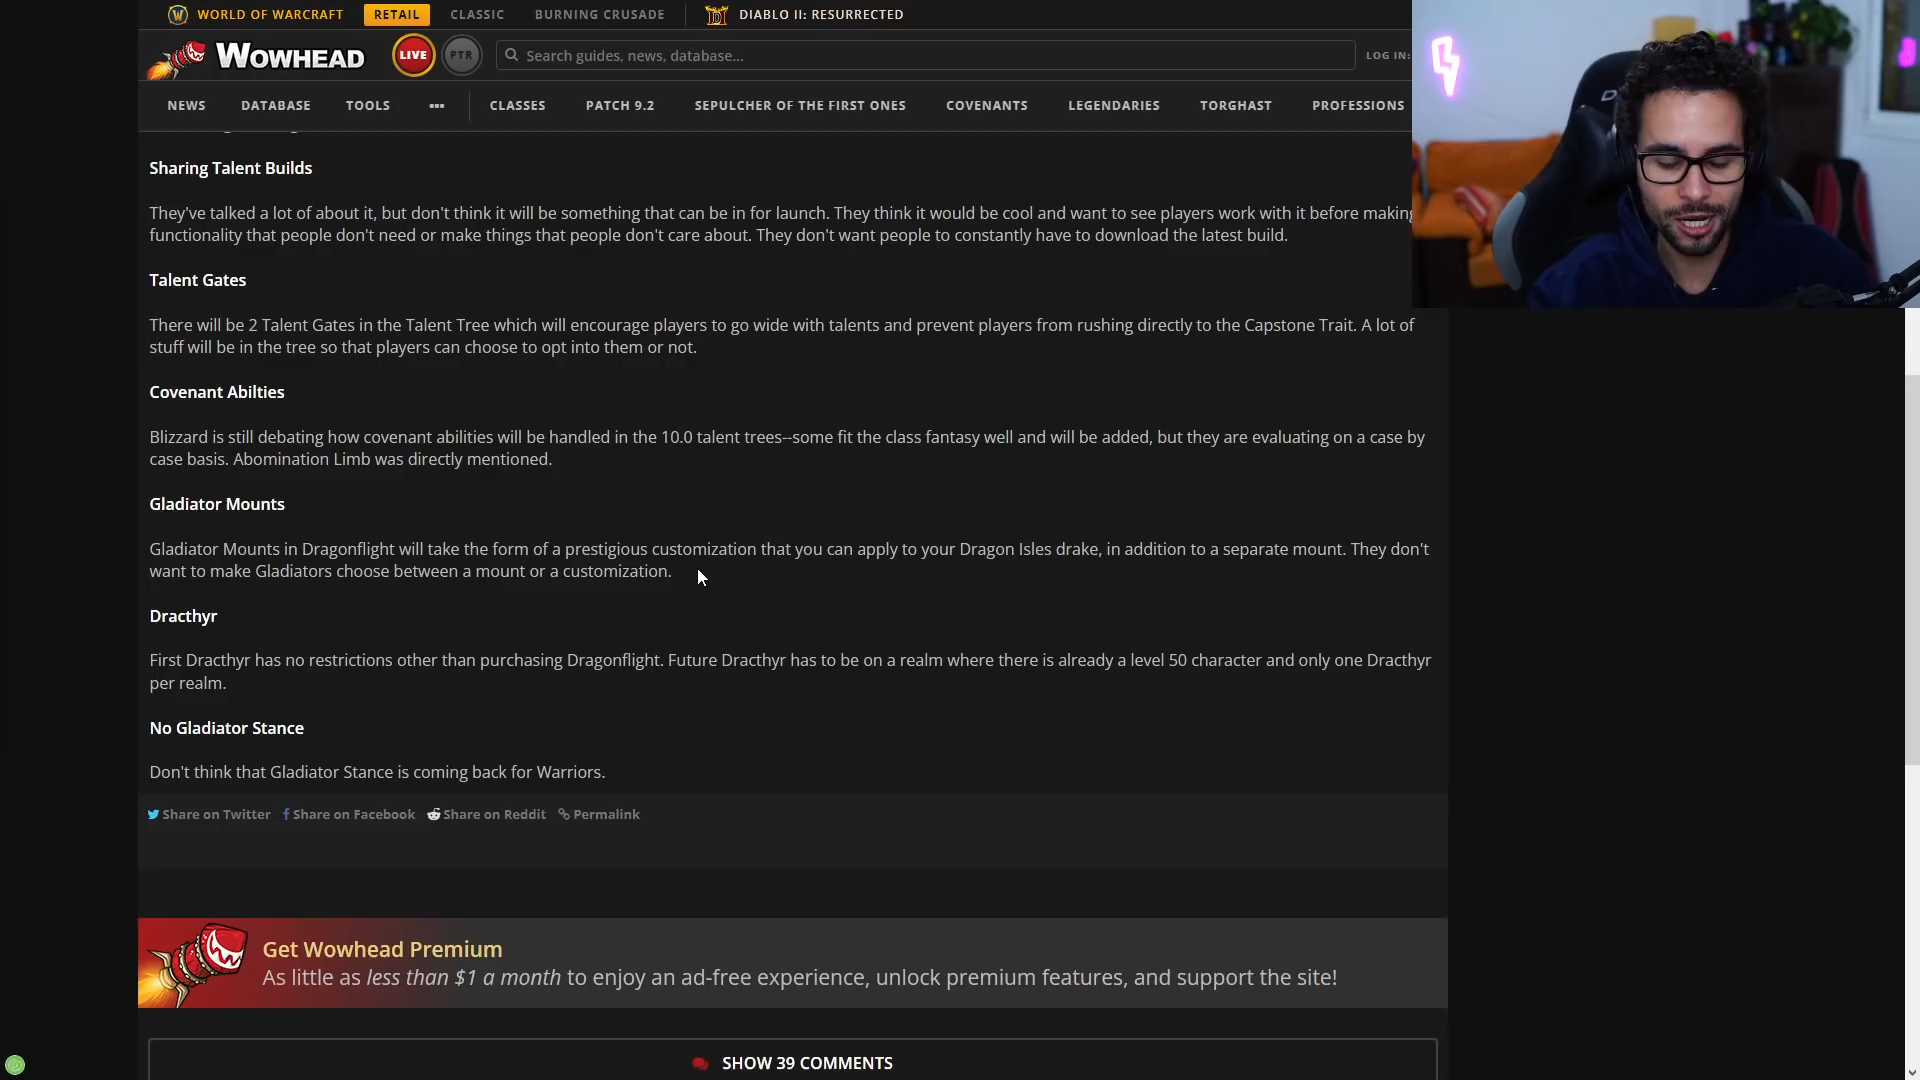 WORLD OF WARCRAFT RETAIL CLASSIC BURNING CRUSADE DIABLO II: RESURRECTED
WOWHEAD LIVE PTR Search guides, news, database... LOG IN:
NEWS DATABASE TOOLS ••• CLASSES PATCH 9.2 SEPULCHER OF THE FIRST ONES COVENANTS LEGENDARIES TORGHAST PROFESSIONS
Sharing Talent Builds
They've talked a lot of about it, but don't think it will be something that can be in for launch. They think it would be cool and want to see players work with it before making
functionality that people don't need or make things that people don't care about. They don't want people to constantly have to download the latest build.
Talent Gates
There will be 2 Talent Gates in the Talent Tree which will encourage players to go wide with talents and prevent players from rushing directly to the Capstone Trait. A lot of
stuff will be in the tree so that players can choose to opt into them or not.
Covenant Abilties
Blizzard is still debating how covenant abilities will be handled in the 10.0 talent trees--some fit the class fantasy well and will be added, but they are evaluating on a case by
case basis. Abomination Limb was directly mentioned.
Gladiator Mounts
Gladiator Mounts in Dragonflight will take the form of a prestigious customization that you can apply to your Dragon Isles drake, in addition to a separate mount. They don't
want to make Gladiators choose between a mount or a customization.
Dracthyr
First Dracthyr has no restrictions other than purchasing Dragonflight. Future Dracthyr has to be on a realm where there is already a level 50 character and only one Dracthyr
per realm.
No Gladiator Stance
Don't think that Gladiator Stance is coming back for Warriors.
Share on Twitter Share on Facebook Share on Reddit Permalink
Get Wowhead Premium
As little as less than $1 a month to enjoy an ad-free experience, unlock premium features, and support the site!
SHOW 39 COMMENTS